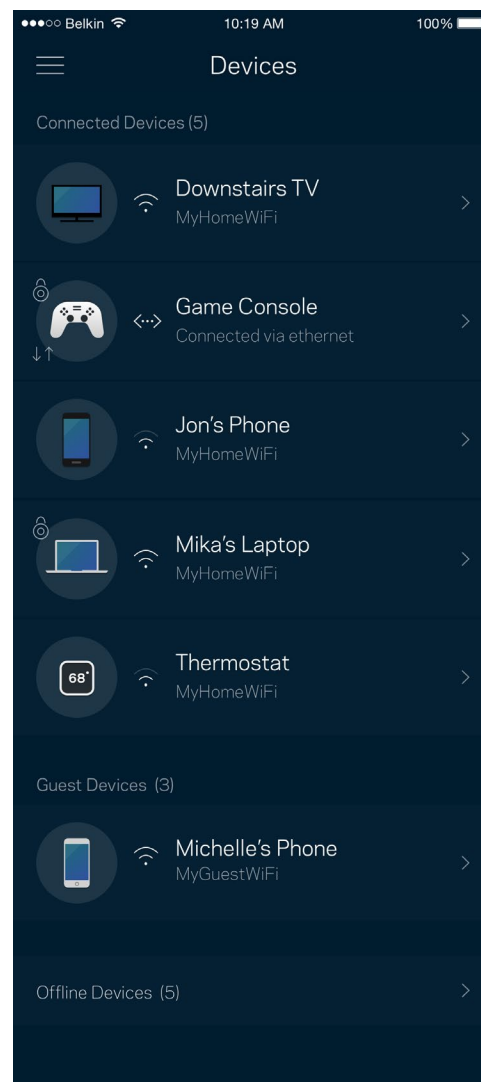 Belkin 10:19 AM 100%
Devices
Connected Devices (5)
Downstairs TV
MyHomeWiFi
Game Console
Connected via ethernet
Jon's Phone
MyHomeWiFi
Mika's Laptop
MyHomeWiFi
68°
Thermostat
MyHomeWiFi
Guest Devices (3)
Michelle's Phone
MyGuestWiFi
Offline Devices (5)